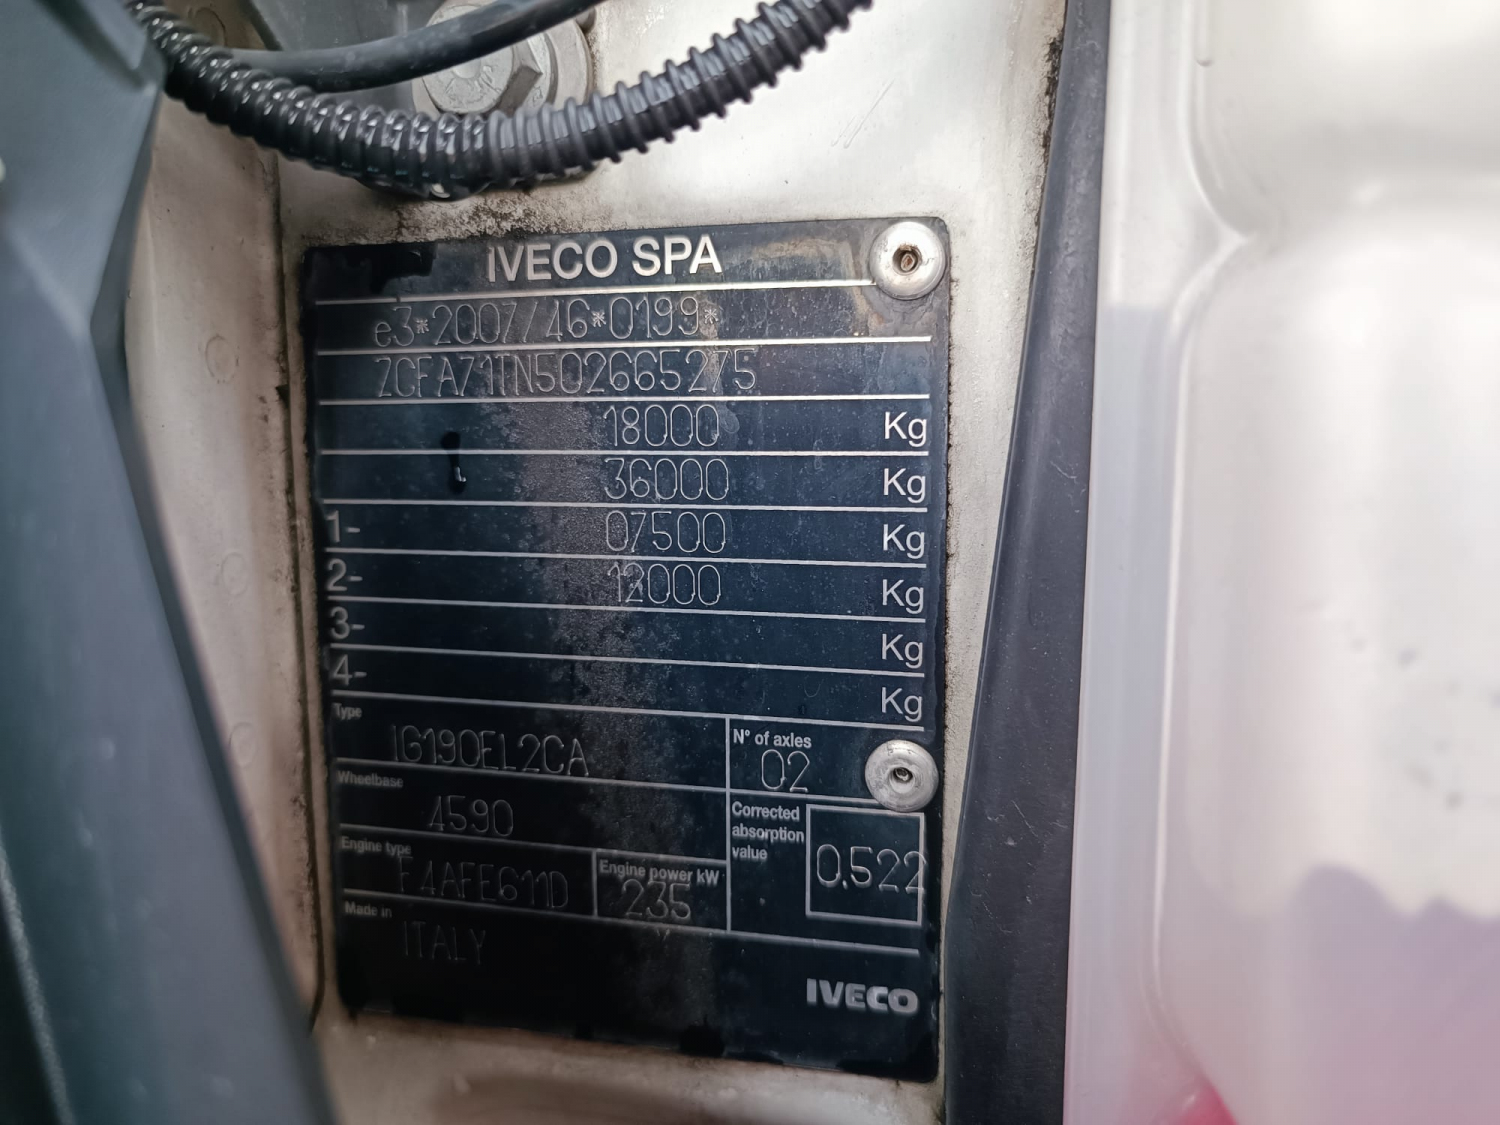 IVECO SPA
e3*2007/46*0199*
ZCFA71TN502665275
18000 Kg
36000 Kg
1- 07500 Kg
2- 12000 Kg
3- Kg
4- Kg
Type
IG190EL2CA
N° of axles
02
Wheelbase
4590
Corrected
absorption
value
0.522
Engine type
F4AFE611D
Engine power kW
235
Made in
ITALY
IVECO